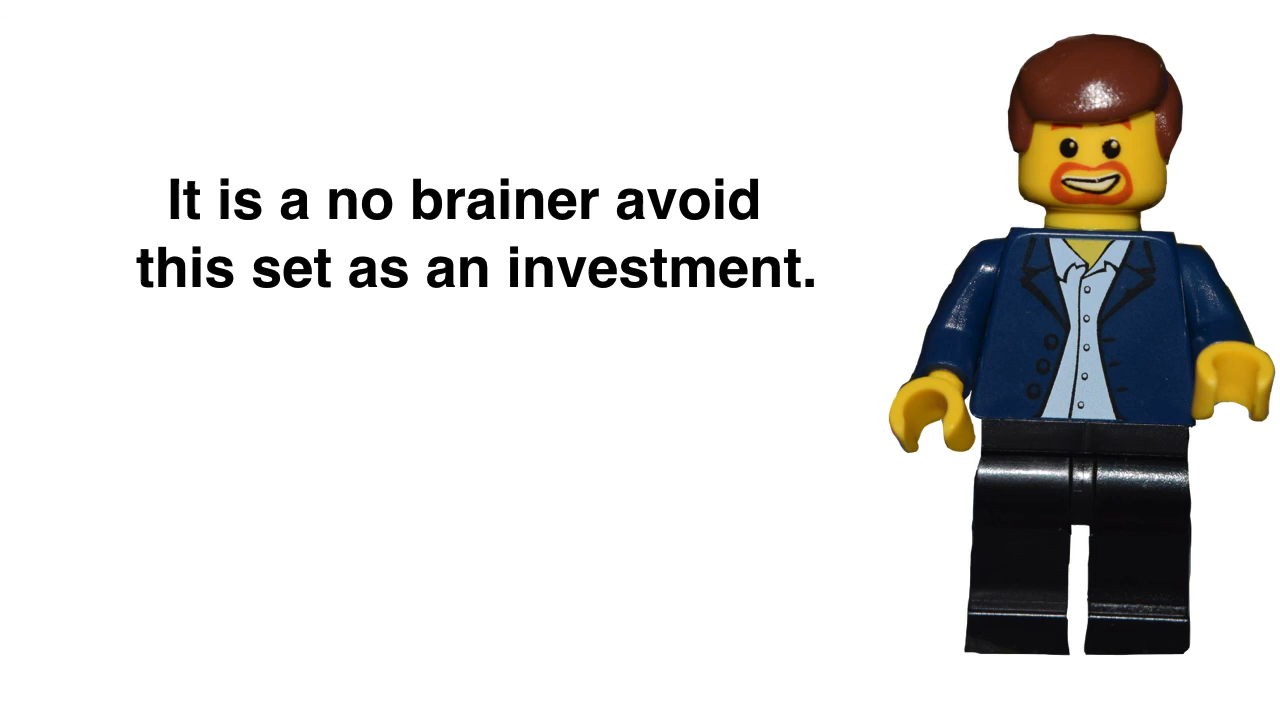 It is a no brainer avoid
this set as an investment.